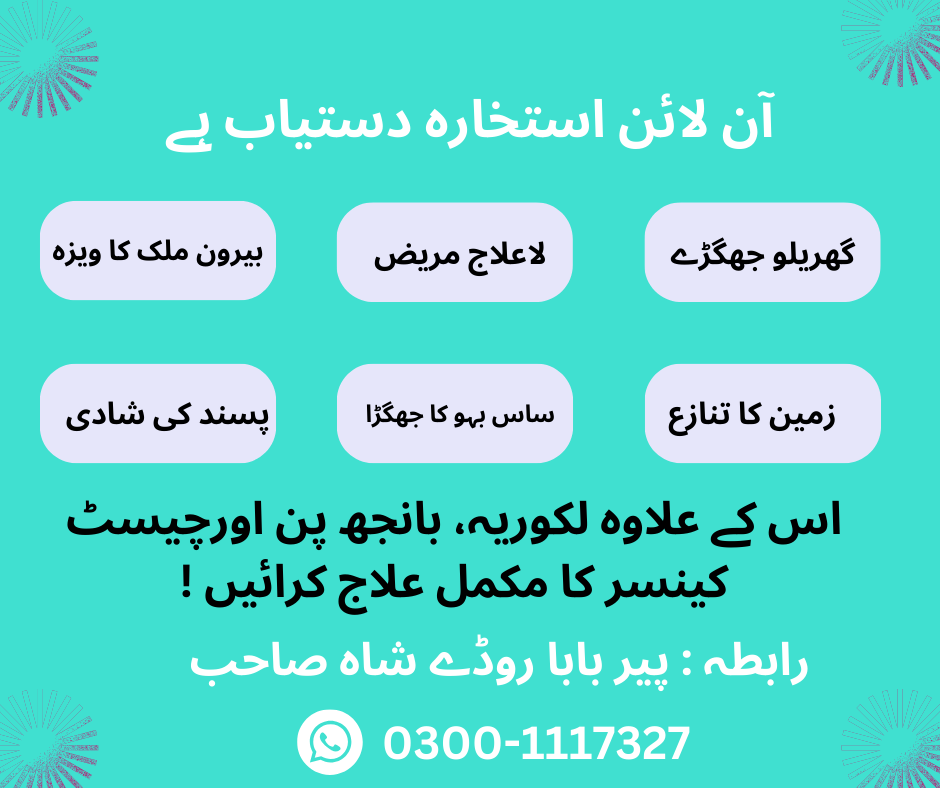 آن لائن استخارہ دستیاب ہے
گھریلو جھگڑے
لاعلاج مریض
بیرون ملک کا ویزہ
زمین کا تنازع
ساس بہو کا جھگڑا
پسند کی شادی
اس کے علاوہ لکوریہ، بانجھ پن اورچیسٹ
کینسر کا مکمل علاج کرائیں !
رابطہ : پیر بابا روڈے شاہ صاحب
0300-1117327